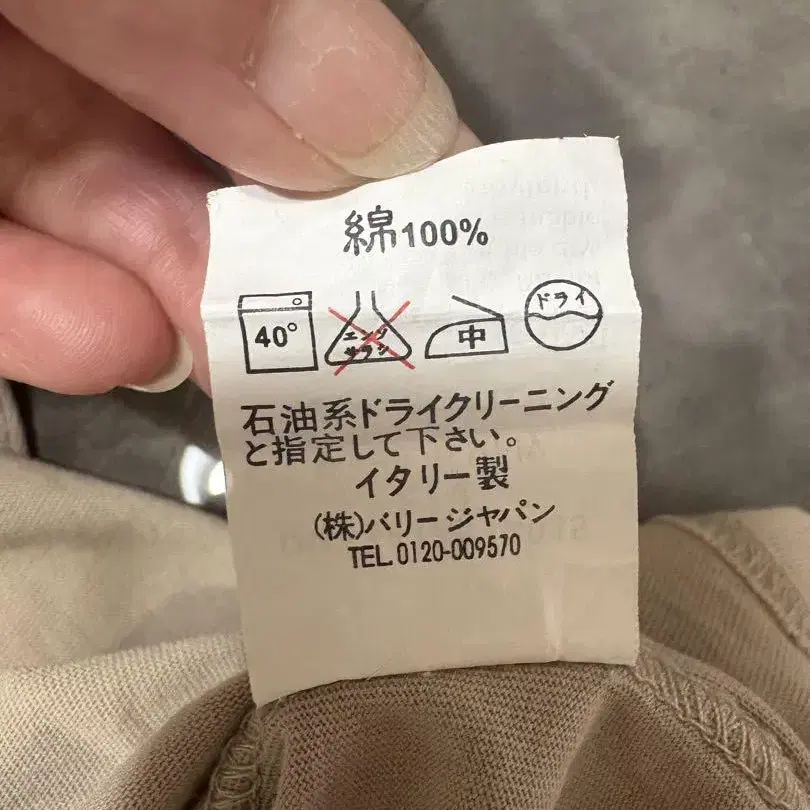 綿100%
40° エンソ サラシ 中 ドライ
石油系ドライクリーニング
と指定して下さい。
イタリー製
(株)バリージャパン
TEL.0120-009570